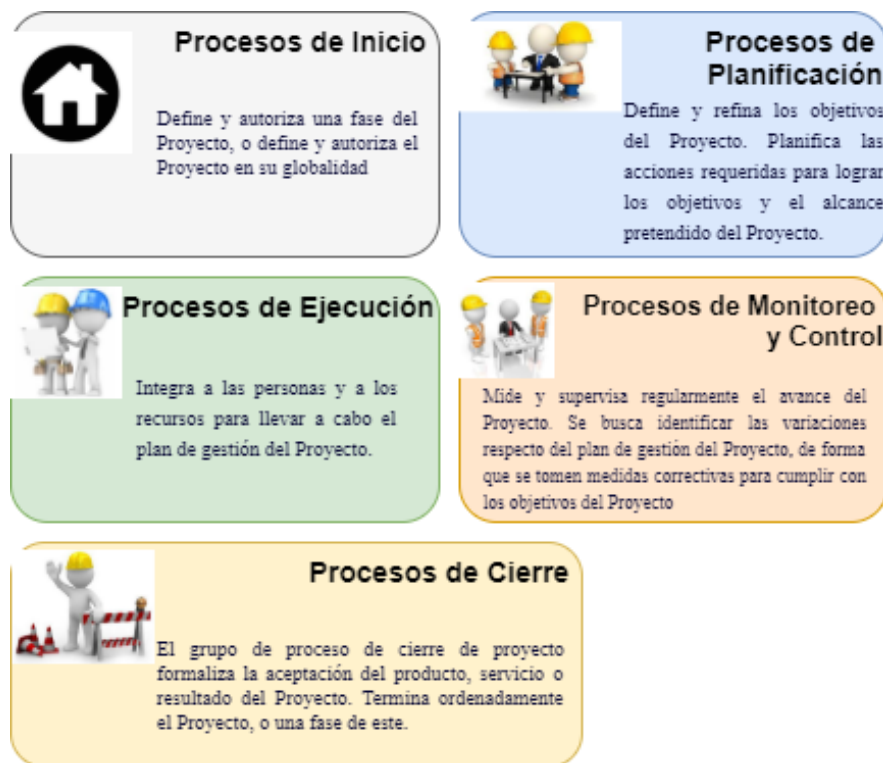 Procesos de Inicio
Define y autoriza una fase del
Proyecto, o define y autoriza el
Proyecto en su globalidad
Procesos de
Planificación
Define y refina los objetivos
del Proyecto. Planifica las
acciones requeridas para lograr
los objetivos y el alcance
pretendido del Proyecto.
Procesos de Ejecución
Integra a las personas y a los
recursos para llevar a cabo el
plan de gestión del Proyecto.
Procesos de Monitoreo
y Control
Mide y supervisa regularmente el avance del
Proyecto. Se busca identificar las variaciones
respecto del plan de gestión del Proyecto, de forma
que se tomen medidas correctivas para cumplir con
los objetivos del Proyecto
Procesos de Cierre
El grupo de proceso de cierre de proyecto
formaliza la aceptación del producto, servicio o
resultado del Proyecto. Termina ordenadamente
el Proyecto, o una fase de este.